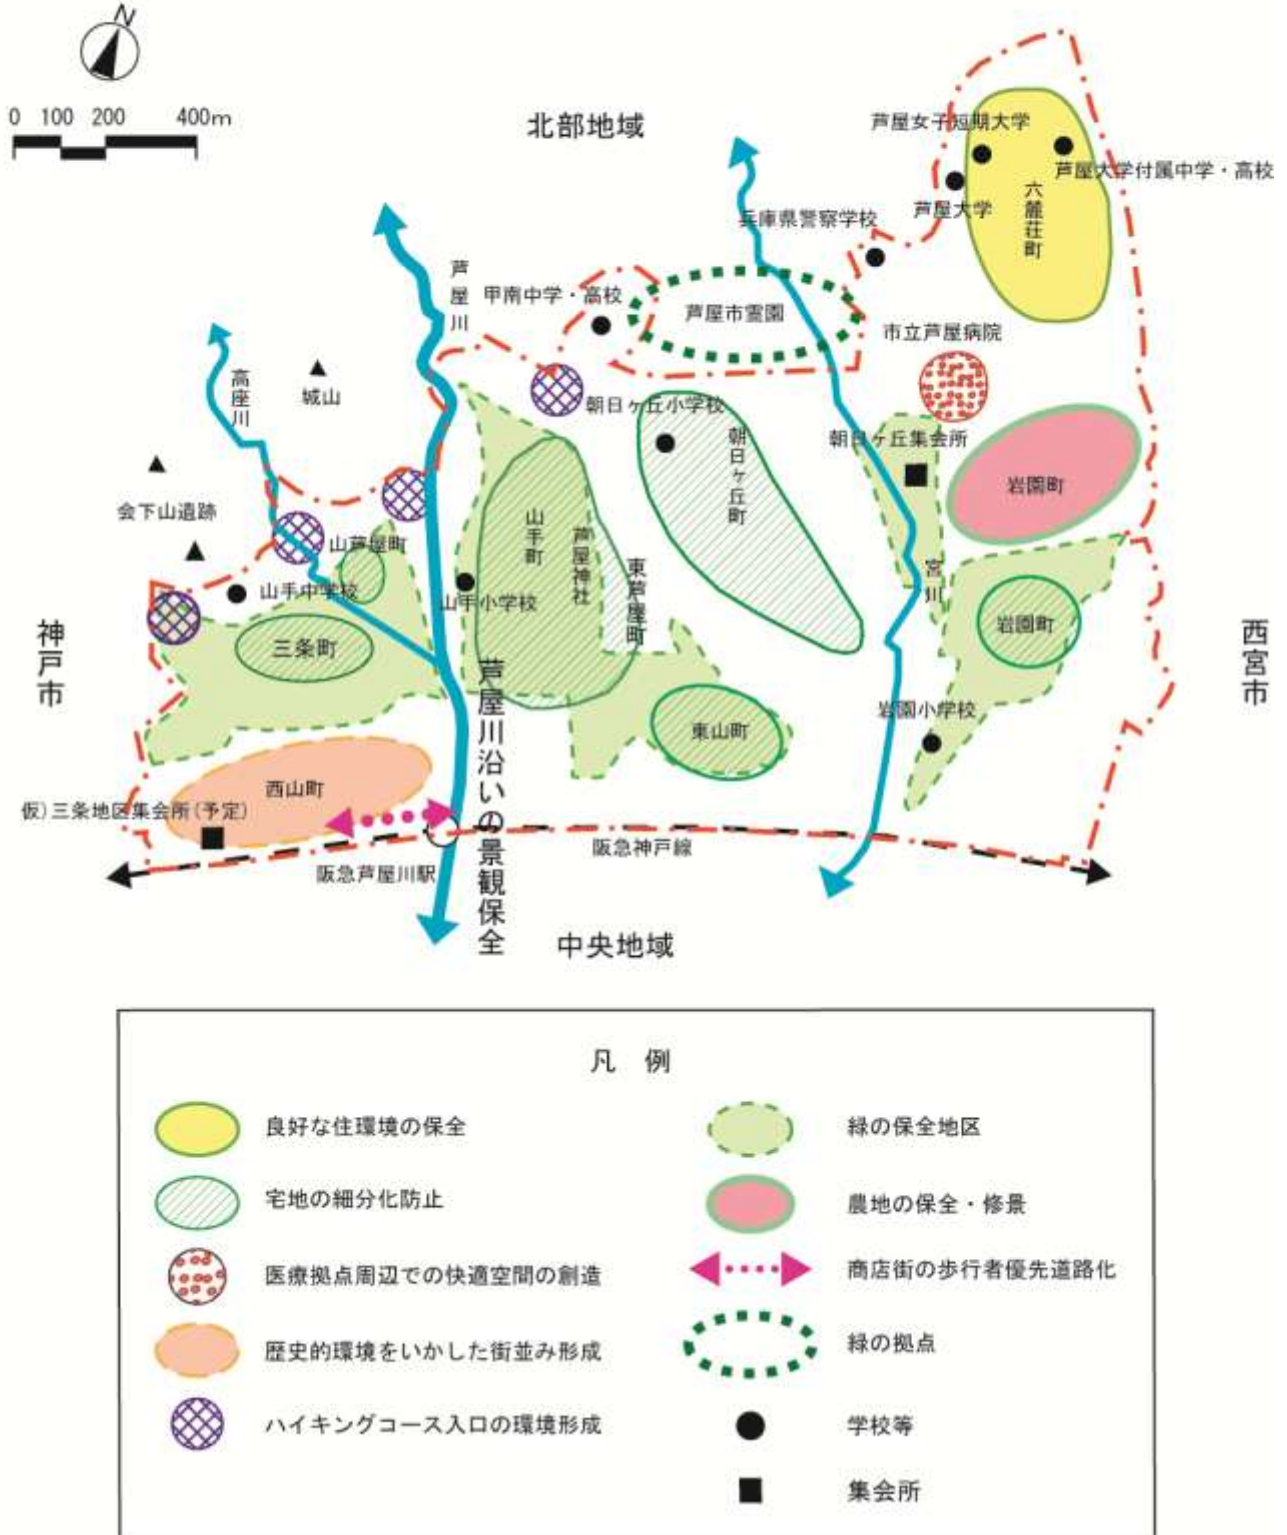 N
0 100 200 400m
北部地域
芦屋女子短期大学
芦屋大学付属中学・高校
芦屋大学
六麓荘町
兵庫県警察学校
芦屋川
甲南中学・高校
芦屋市霊園
市立芦屋病院
高座川
城山
朝日ヶ丘小学校
朝日ヶ丘町
朝日ヶ丘集会所
岩園町
会下山遺跡
山芦屋町
山手町
芦屋神社
東芦屋町
宮川
山手中学校
山手小学校
岩園町
神戸市
三条町
西宮市
芦屋川沿いの景観保全
東山町
岩園小学校
西山町
仮)三条地区集会所(予定)
阪急神戸線
阪急芦屋川駅
中央地域
凡 例
良好な住環境の保全
宅地の細分化防止
医療拠点周辺での快適空間の創造
歴史的環境をいかした街並み形成
ハイキングコース入口の環境形成
緑の保全地区
農地の保全・修景
商店街の歩行者優先道路化
緑の拠点
学校等
集会所